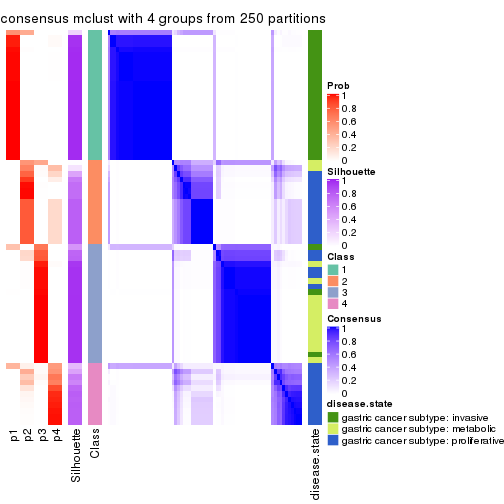 consensus mclust with 4 groups from 250 partitions
Prob
1
0.8
0.6
0.4
0.2
0
Silhouette
1
0.8
0.6
0.4
0.2
0
Class
1
2
3
4
Consensus
1
0.8
0.6
0.4
0.2
0
disease.state
gastric cancer subtype: invasive
gastric cancer subtype: metabolic
gastric cancer subtype: proliferative
p1
p2
p3
p4
Silhouette
Class
disease.state